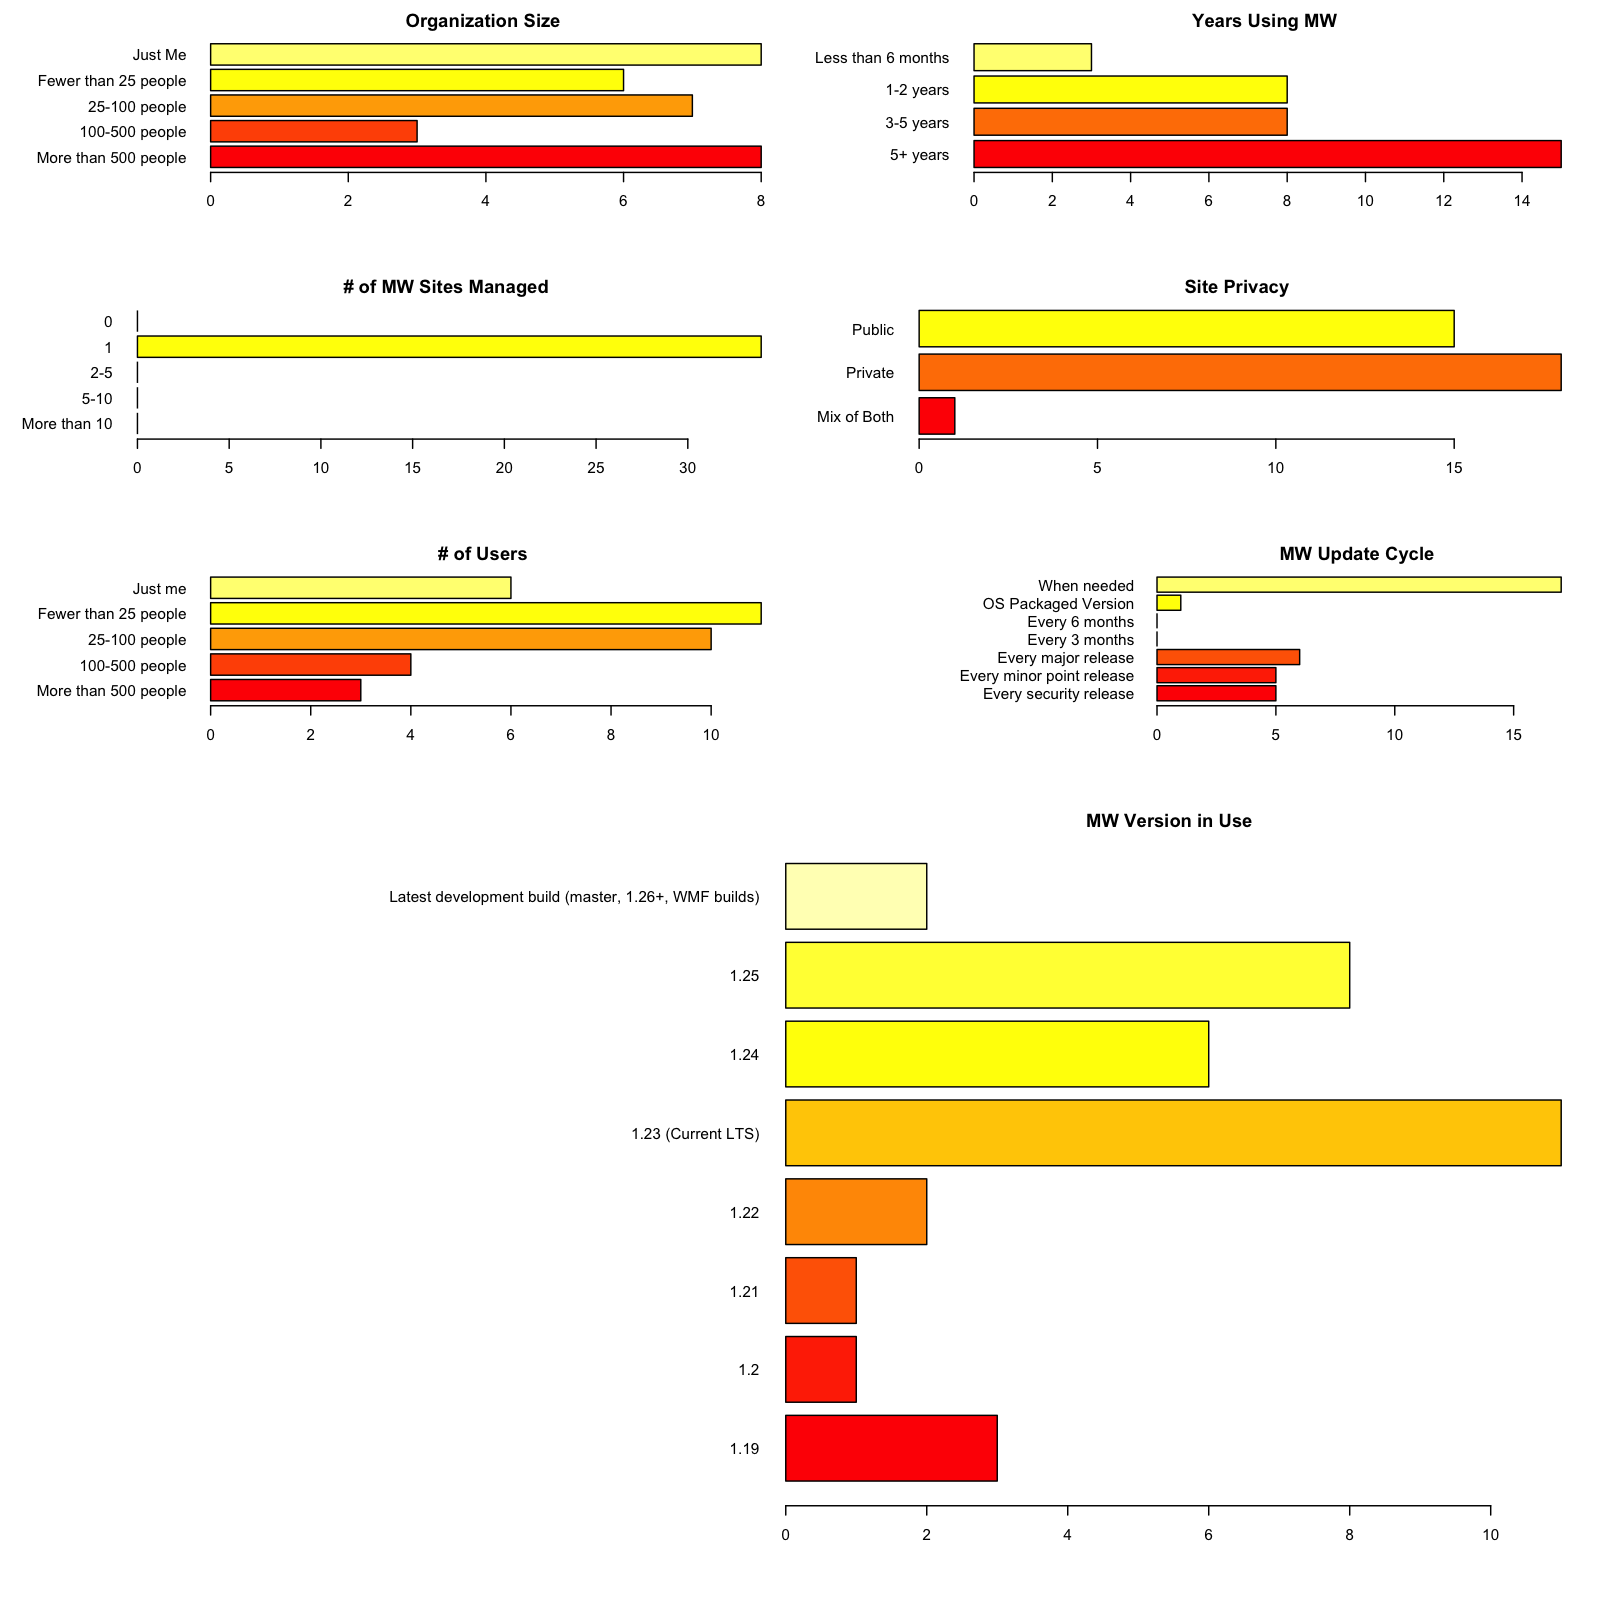 Organization Size
Just Me
Fewer than 25 people
25-100 people
100-500 people
More than 500 people
0 2 4 6 8
Years Using MW
Less than 6 months
1-2 years
3-5 years
5+ years
0 2 4 6 8 10 12 14
# of MW Sites Managed
0
1
2-5
5-10
More than 10
0 5 10 15 20 25 30
Site Privacy
Public
Private
Mix of Both
0 5 10 15
# of Users
Just me
Fewer than 25 people
25-100 people
100-500 people
More than 500 people
0 2 4 6 8 10
MW Update Cycle
When needed
OS Packaged Version
Every 6 months
Every 3 months
Every major release
Every minor point release
Every security release
0 5 10 15
MW Version in Use
Latest development build (master, 1.26+, WMF builds)
1.25
1.24
1.23 (Current LTS)
1.22
1.21
1.2
1.19
0 2 4 6 8 10